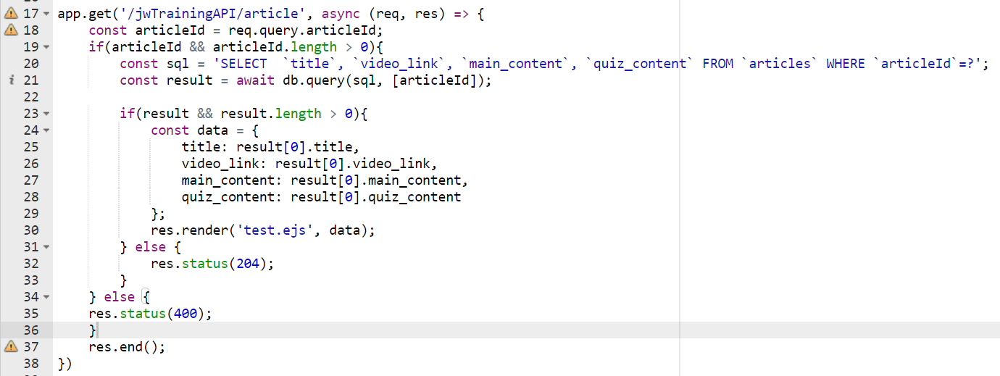 17 app.get('/jwTrainingAPI/article', async (req, res) => {
18     const articleId = req.query.articleId;
19     if(articleId && articleId.length > 0){
20         const sql = 'SELECT  `title`, `video_link`, `main_content`, `quiz_content` FROM `articles` WHERE `articleId`=?';
i 21         const result = await db.query(sql, [articleId]);
22
23         if(result && result.length > 0){
24             const data = {
25                 title: result[0].title,
26                 video_link: result[0].video_link,
27                 main_content: result[0].main_content,
28                 quiz_content: result[0].quiz_content
29             };
30             res.render('test.ejs', data);
31         } else {
32             res.status(204);
33         }
34     } else {
35     res.status(400);
36     }
37     res.end();
38 })